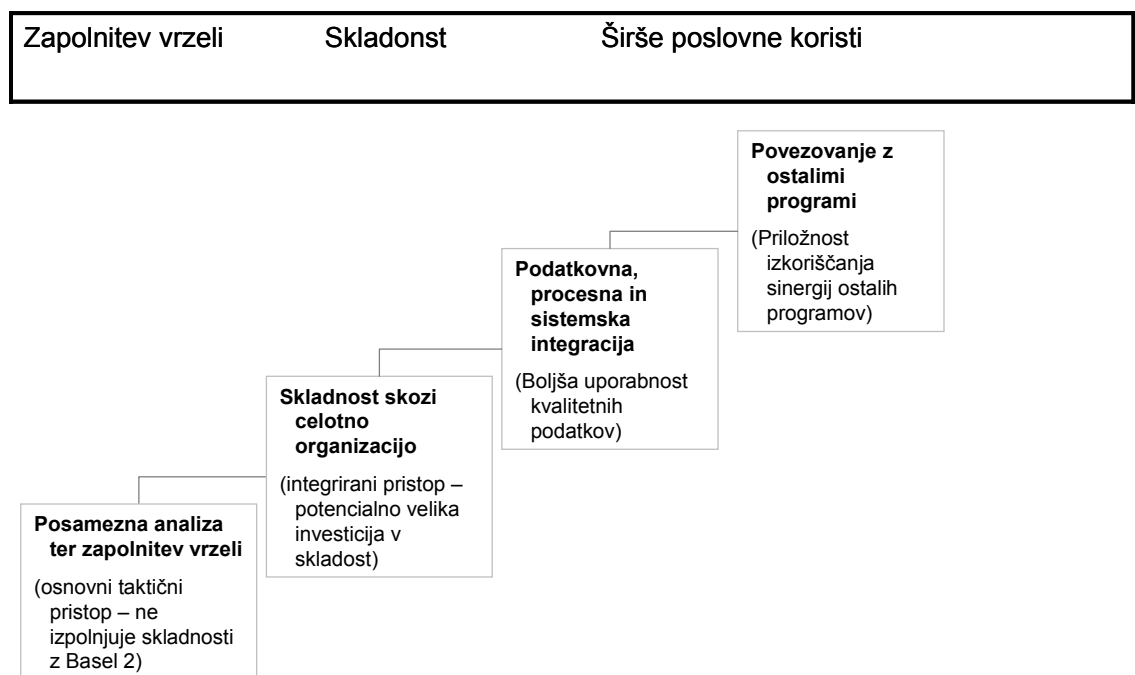 Zapolnitev vrzeli Skladonst Širše poslovne koristi
Povezovanje z
ostalimi
programi
(Priložnost
izkoriščanja
sinergij ostalih
programov)
Podatkovna,
procesna in
sistemska
integracija
(Boljša uporabnost
kvalitetnih
podatkov)
Skladnost skozi
celotno
organizacijo
(integrirani pristop –
potencialno velika
investicija v
skladost)
Posamezna analiza
ter zapolnitev vrzeli
(osnovni taktični
pristop – ne
izpolnjuje skladnosti
z Basel 2)